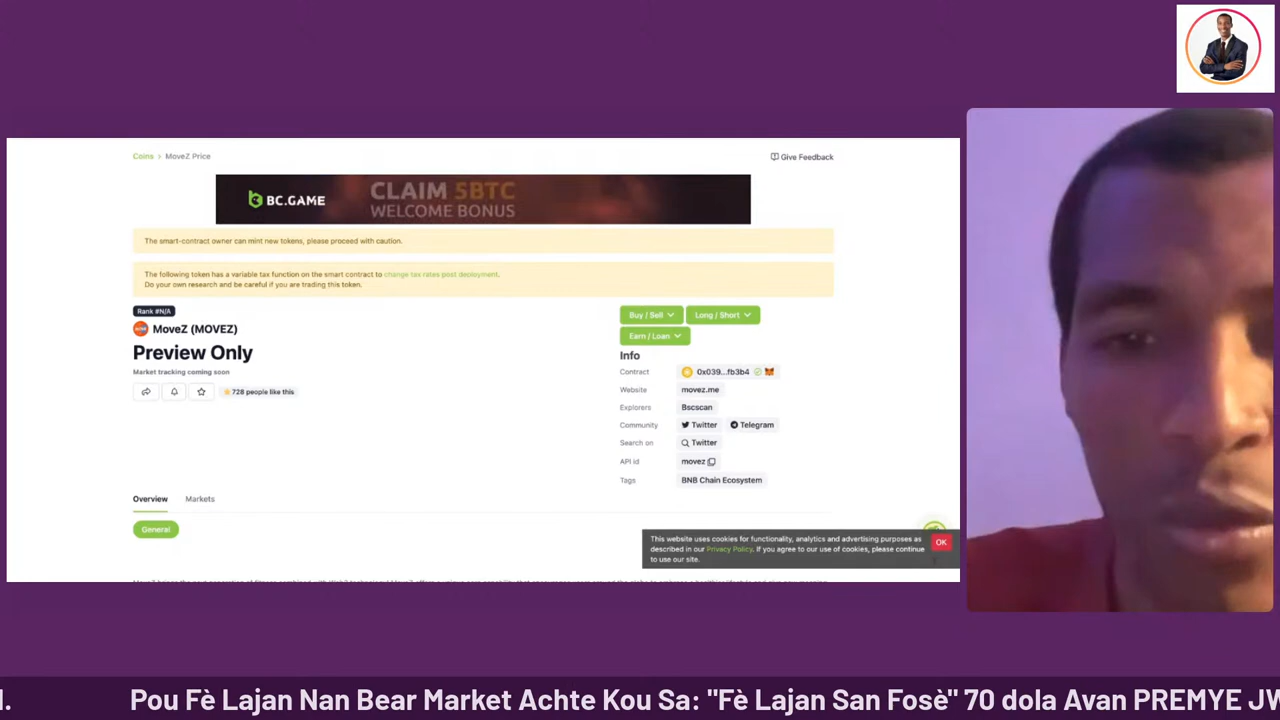 Coins > MoveZ Price
Give Feedback
BC.GAME
CLAIM 5BTC
WELCOME BONUS
The smart-contract owner can mint new tokens, please proceed with caution.
The following token has a variable tax function on the smart contract to change tax rates post deployment.
Do your own research and be careful if you are trading this token.
Rank #N/A
MoveZ (MOVEZ)
Preview Only
Market tracking coming soon
728 people like this
Buy / Sell
Long / Short
Earn / Loan
Info
Contract 0x039...fb3b4
Website movez.me
Explorers Bscscan
Community Twitter Telegram
Search on Twitter
API id movez
Tags BNB Chain Ecosystem
Overview Markets
General
This website uses cookies for functionality, analytics and advertising purposes as
described in our Privacy Policy. If you agree to our use of cookies, please continue
to use our site.
OK
Pou Fè Lajan Nan Bear Market Achte Kou Sa: "Fè Lajan San Fosè" 70 dola Avan PREMYE JW